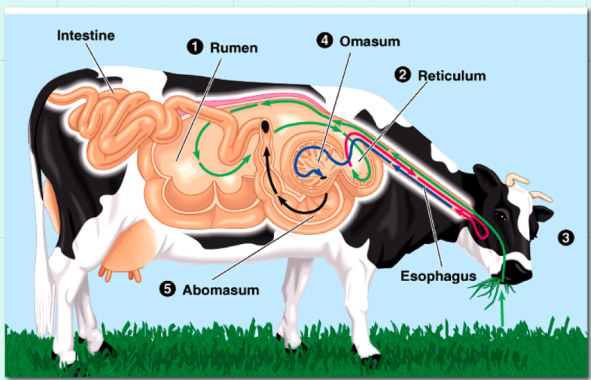 Intestine
1 Rumen
4 Omasum
2 Reticulum
3
Esophagus
5 Abomasum